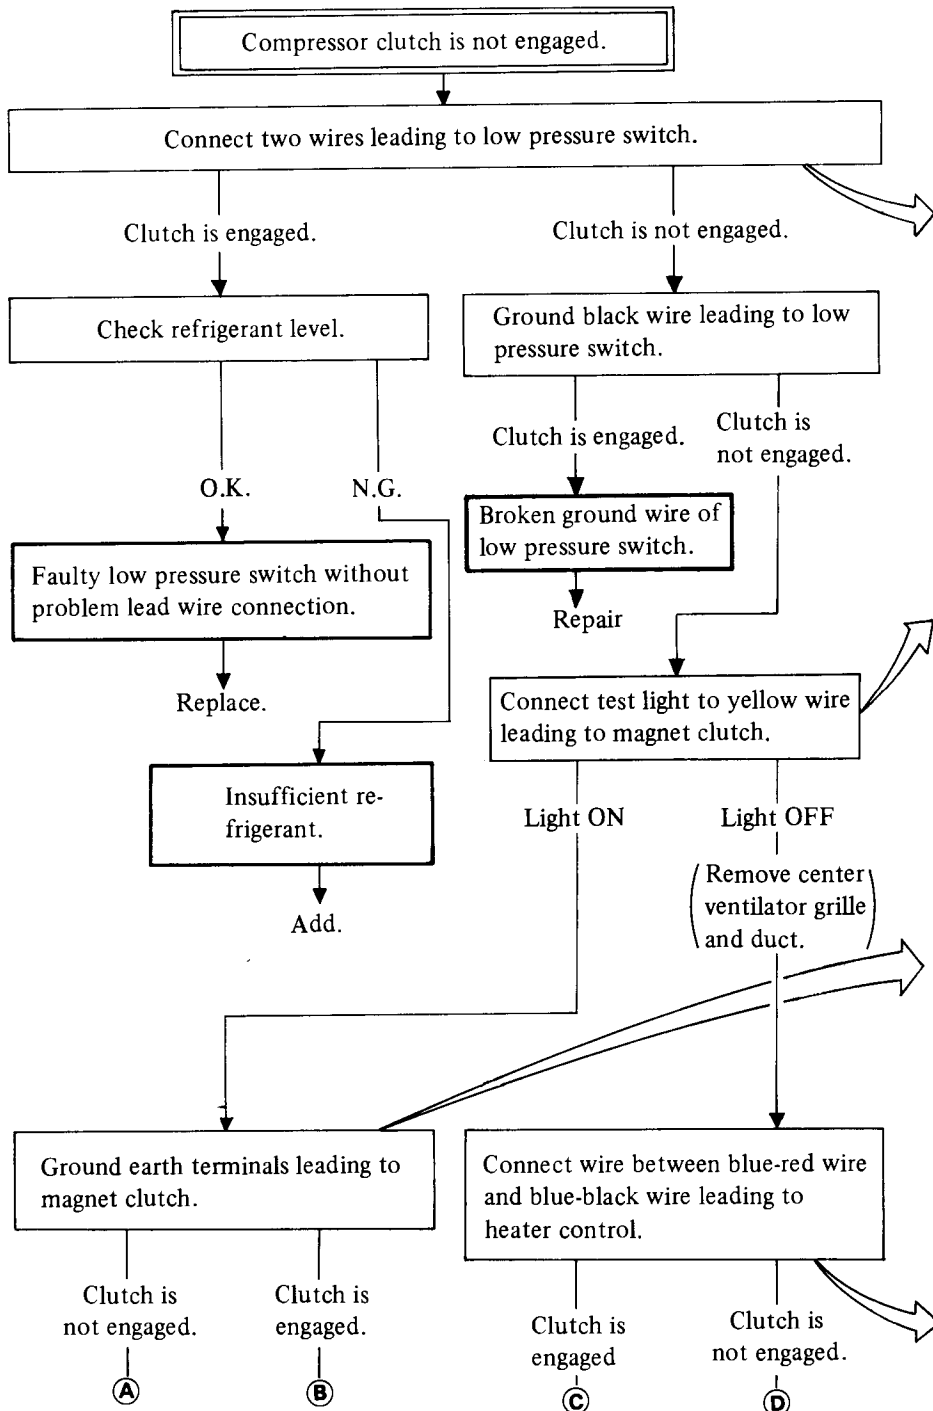 Compressor clutch is not engaged.
Connect two wires leading to low pressure switch.
Clutch is engaged.
Clutch is not engaged.
Check refrigerant level.
Ground black wire leading to low
pressure switch.
Clutch is engaged.
Clutch is
not engaged.
O.K.
N.G.
Broken ground wire of
low pressure switch.
Repair
Faulty low pressure switch without
problem lead wire connection.
Replace.
Connect test light to yellow wire
leading to magnet clutch.
Insufficient re-
frigerant.
Add.
Light ON
Light OFF
(Remove center
ventilator grille
and duct.)
Ground earth terminals leading to
magnet clutch.
Connect wire between blue-red wire
and blue-black wire leading to
heater control.
Clutch is
not engaged.
Clutch is
engaged.
Clutch is
engaged
Clutch is
not engaged.
A
B
C
D